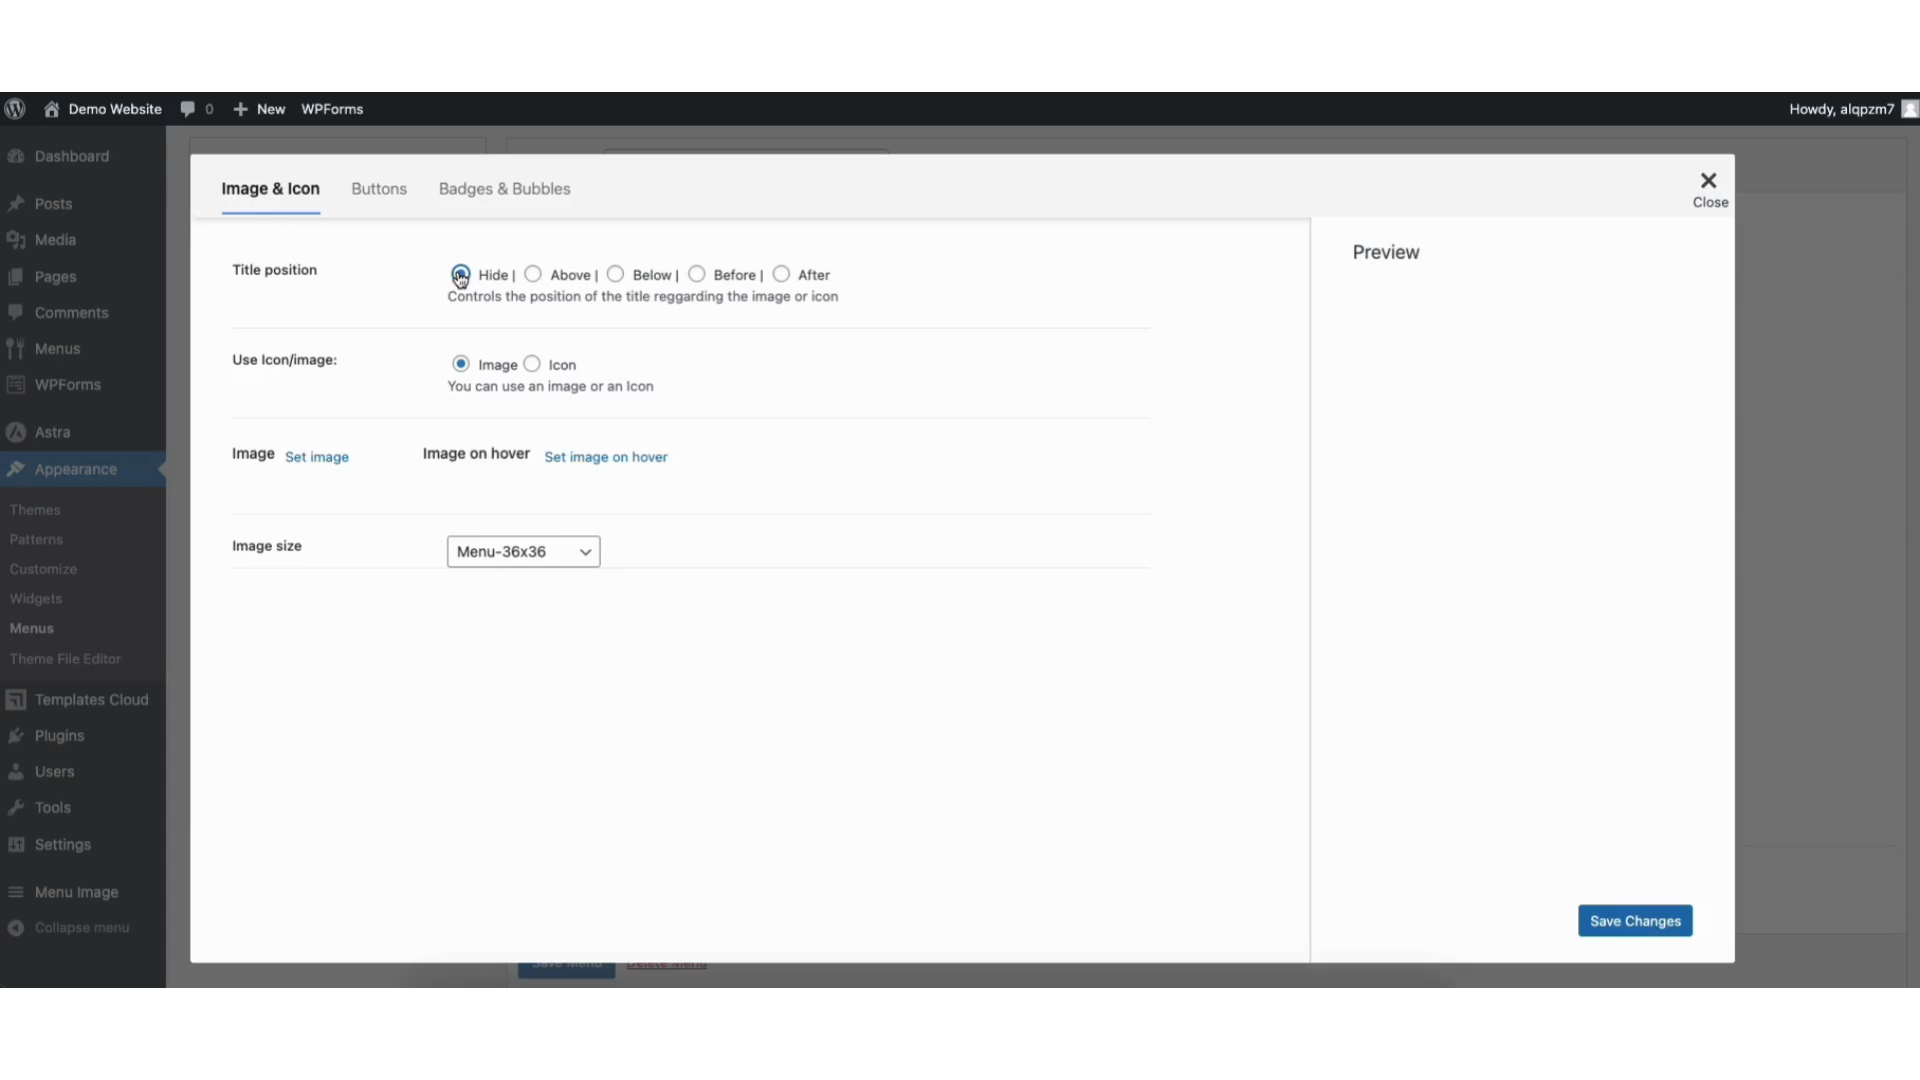 Demo Website 0 New WPForms Howdy, alqpzm7
Dashboard
Posts
Media
Pages
Comments
Menus
WPForms
Astra
Appearance
Themes
Patterns
Customize
Widgets
Menus
Theme File Editor
Templates Cloud
Plugins
Users
Tools
Settings
Menu Image
Collapse menu
Image & Icon Buttons Badges & Bubbles
Close
Title position Hide | Above | Below | Before | After
Controls the position of the title reggarding the image or icon
Use Icon/image: Image Icon
You can use an image or an Icon
Image Set image Image on hover Set image on hover
Image size Menu-36x36
Preview
Save Changes
Save Menu Delete Menu